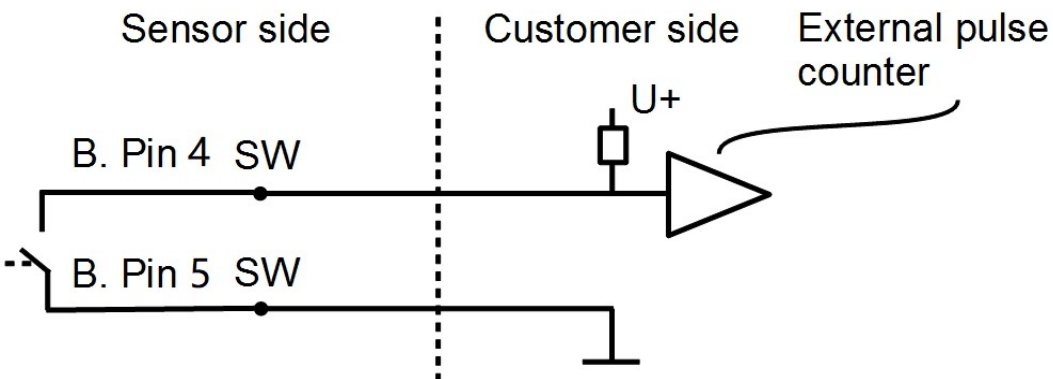 Sensor side
Customer side
External pulse
counter
U+
B. Pin 4 SW
B. Pin 5 SW